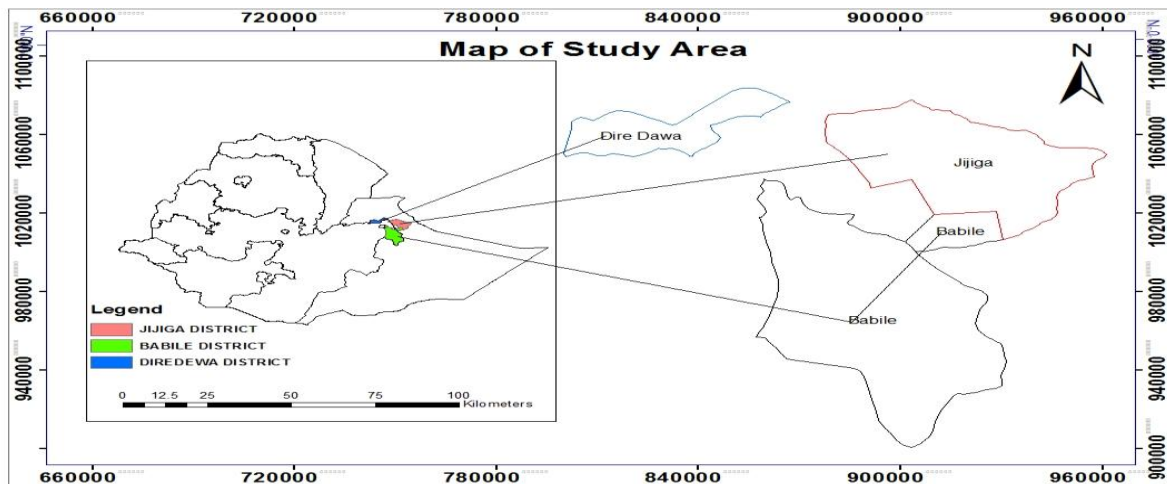 660000 720000 780000 840000 900000 960000
Map of Study Area
N
1100000 1060000 1020000 980000 940000 900000
Dire Dawa
Jijiga
Babile
Babile
Legend
JIJIGA DISTRICT
BABILE DISTRICT
DIREDEWA DISTRICT
0 12.5 25 50 75 100
Kilometers
1100000 1060000 1020000 980000 940000 900000
660000 720000 780000 840000 900000 960000